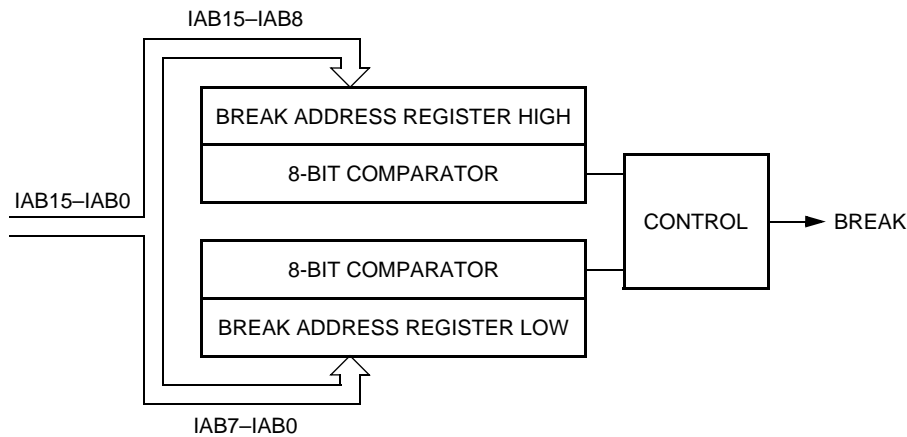 IAB15–IAB8
BREAK ADDRESS REGISTER HIGH
8-BIT COMPARATOR
IAB15–IAB0
CONTROL
BREAK
8-BIT COMPARATOR
BREAK ADDRESS REGISTER LOW
IAB7–IAB0